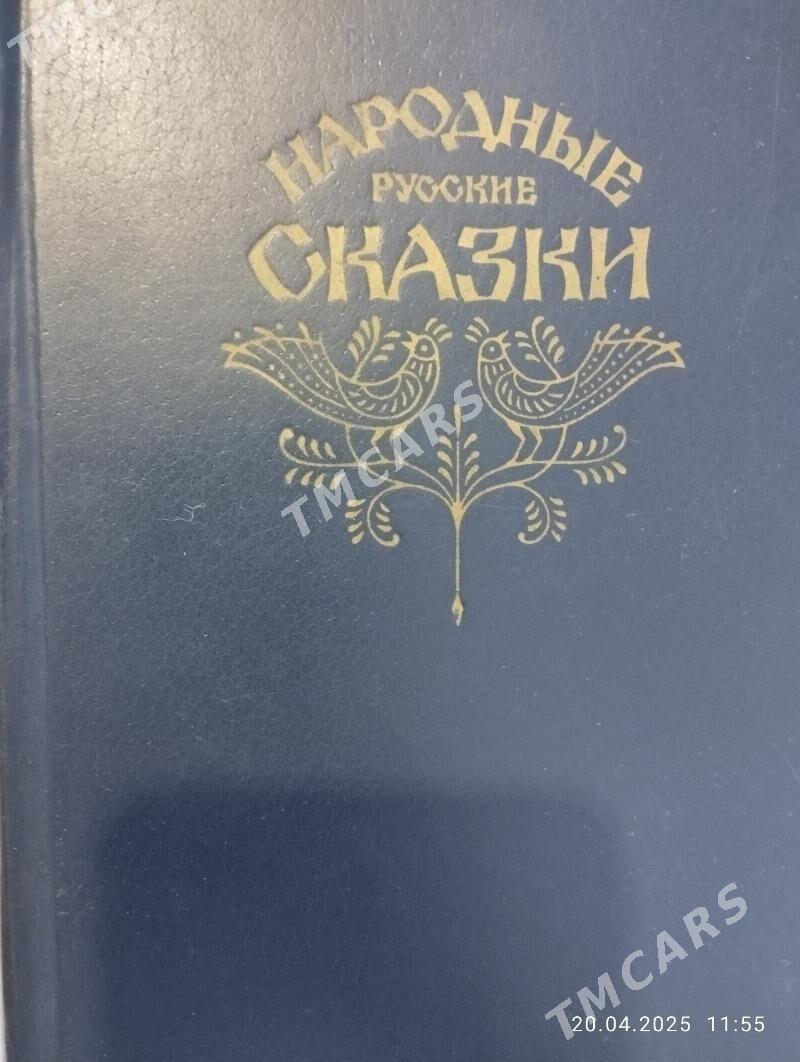 TMCARS
НАРОДНЫЕ
РУССКИЕ
СКАЗКИ
TMCARS
TMCARS
20.04.2025 11:55